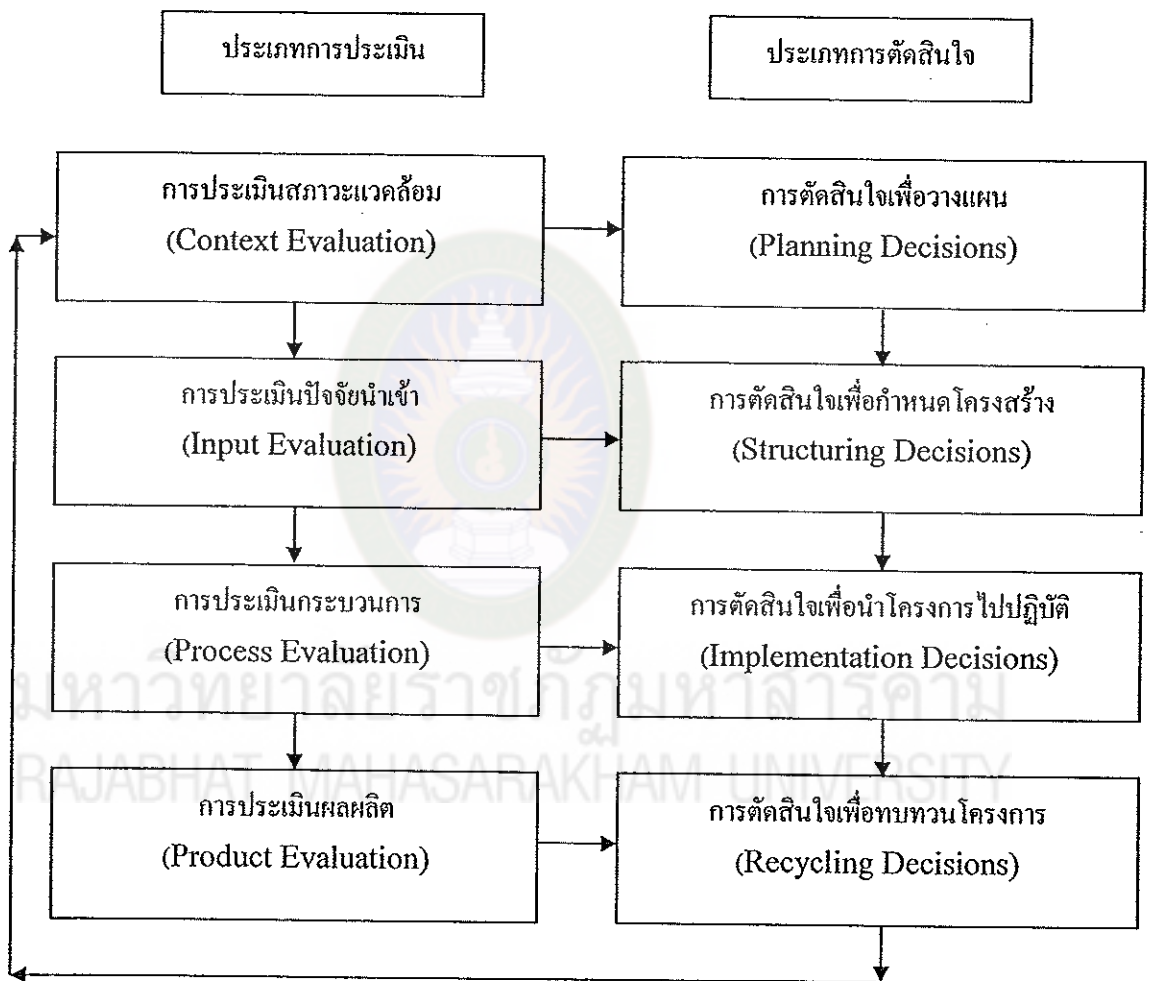 ประเภทการประเมิน
ประเภทการตัดสินใจ
การประเมินสภาวะแวดล้อม
(Context Evaluation)
การตัดสินใจเพื่อวางแผน
(Planning Decisions)
การประเมินปัจจัยนำเข้า
(Input Evaluation)
การตัดสินใจเพื่อกำหนดโครงสร้าง
(Structuring Decisions)
การประเมินกระบวนการ
(Process Evaluation)
การตัดสินใจเพื่อนำโครงการไปปฏิบัติ
(Implementation Decisions)
มหาวิทยาลัยราชภัฏมหาสารคาม
RAJABHAT MAHASARAKHAM UNIVERSITY
การประเมินผลผลิต
(Product Evaluation)
การตัดสินใจเพื่อทบทวนโครงการ
(Recycling Decisions)